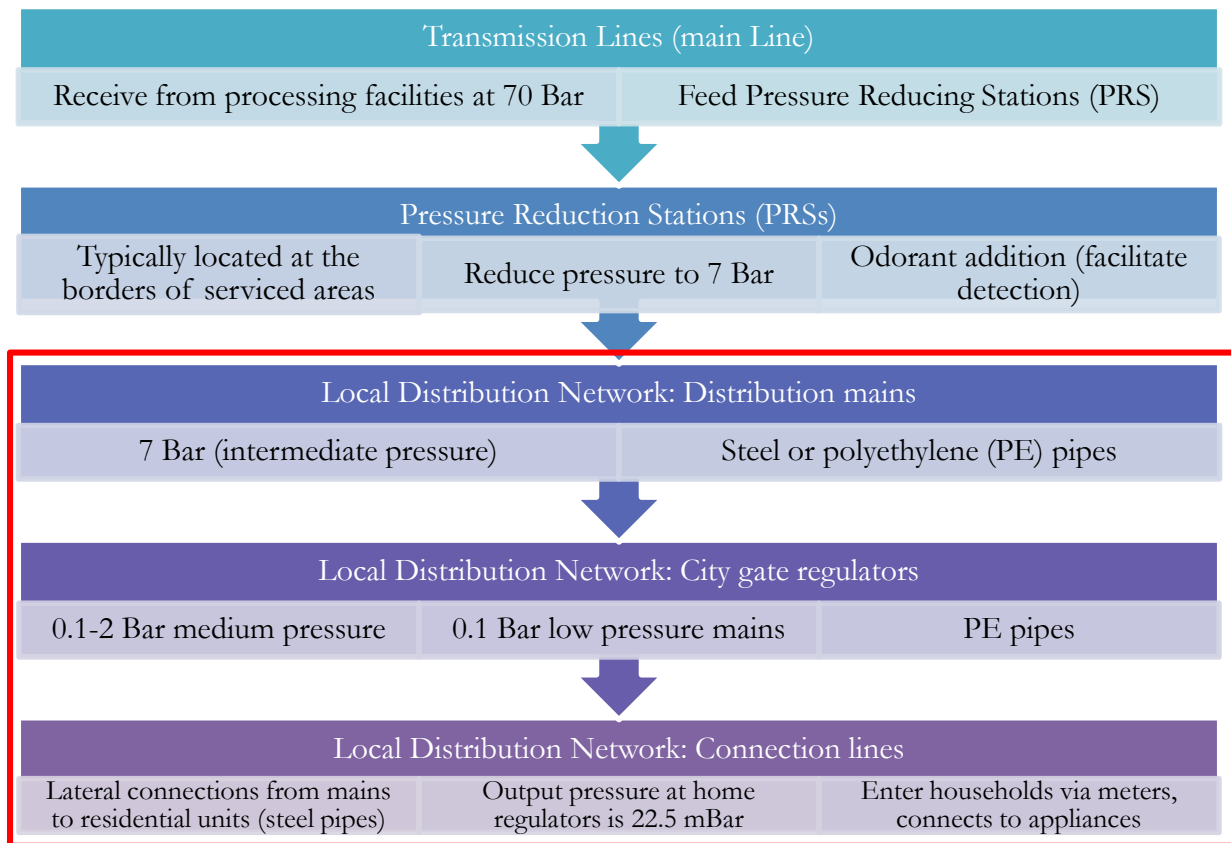 Transmission Lines (main Line)
Receive from processing facilities at 70 Bar
Feed Pressure Reducing Stations (PRS)
Pressure Reduction Stations (PRSs)
Typically located at the
borders of serviced areas
Reduce pressure to 7 Bar
Odorant addition (facilitate
detection)
Local Distribution Network: Distribution mains
7 Bar (intermediate pressure)
Steel or polyethylene (PE) pipes
Local Distribution Network: City gate regulators
0.1-2 Bar medium pressure
0.1 Bar low pressure mains
PE pipes
Local Distribution Network: Connection lines
Lateral connections from mains
to residential units (steel pipes)
Output pressure at home
regulators is 22.5 mBar
Enter households via meters,
connects to appliances